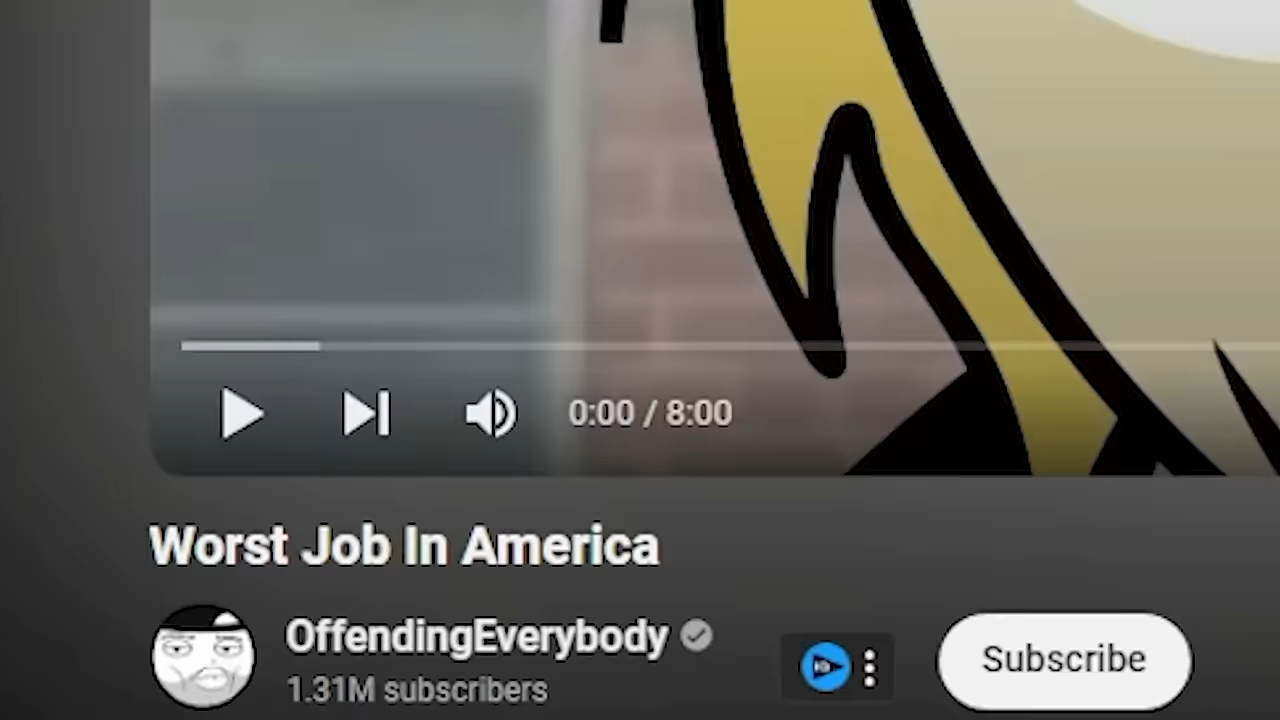 0:00 / 8:00
Worst Job In America
OffendingEverybody
1.31M subscribers
Subscribe